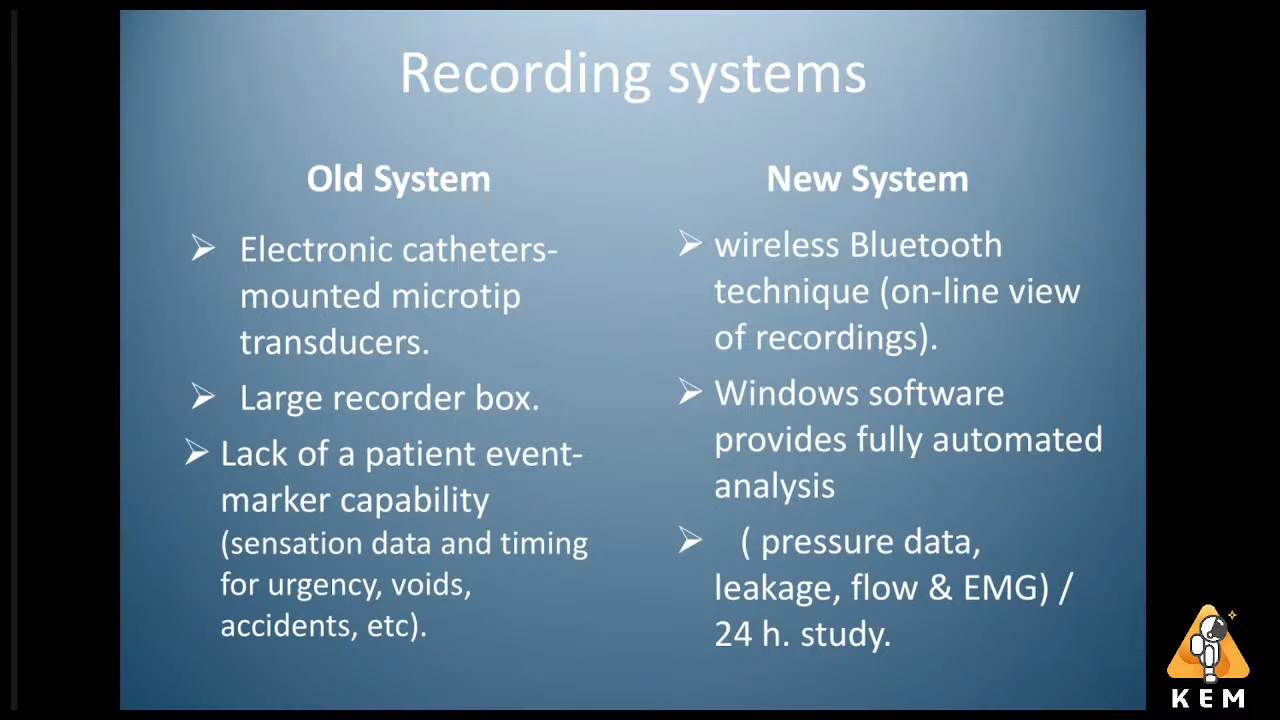 Recording systems
Old System
➢ Electronic catheters-
mounted microtip
transducers.
➢ Large recorder box.
➢ Lack of a patient event-
marker capability
(sensation data and timing
for urgency, voids,
accidents, etc).
New System
➢ wireless Bluetooth
technique (on-line view
of recordings).
➢ Windows software
provides fully automated
analysis
➢ ( pressure data,
leakage, flow & EMG) /
24 h. study.
KEM